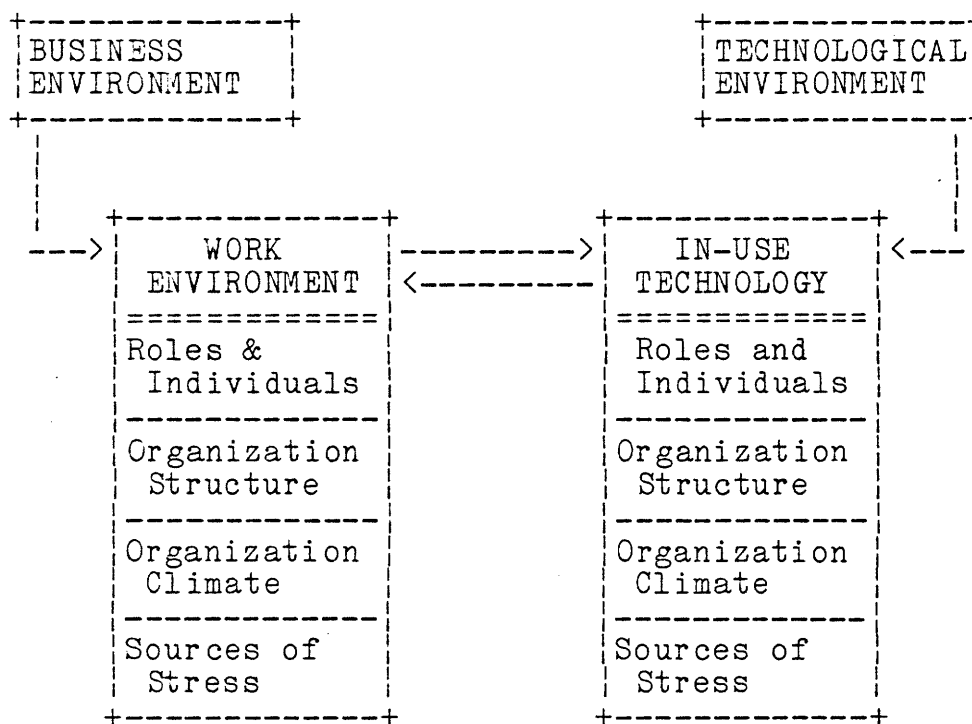 BUSINESS
ENVIRONMENT
TECHNOLOGICAL
ENVIRONMENT
WORK
ENVIRONMENT
Roles &
Individuals
Organization
Structure
Organization
Climate
Sources of
Stress
IN-USE
TECHNOLOGY
Roles and
Individuals
Organization
Structure
Organization
Climate
Sources of
Stress